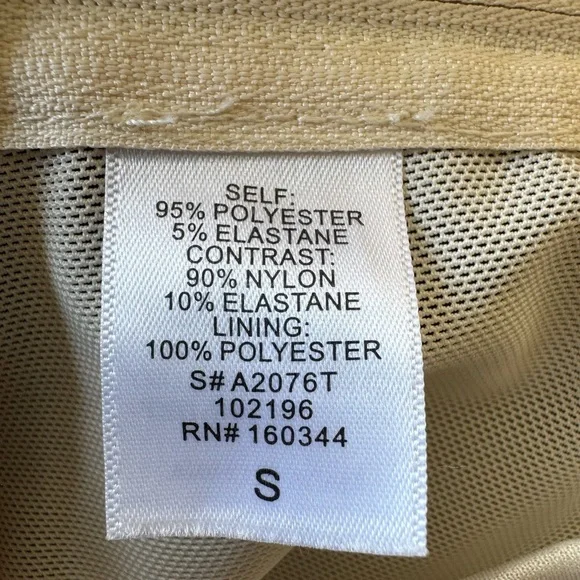 SELF:
95% POLYESTER
5% ELASTANE
CONTRAST:
90% NYLON
10% ELASTANE
LINING:
100% POLYESTER
S# A2076T
102196
RN# 160344
S